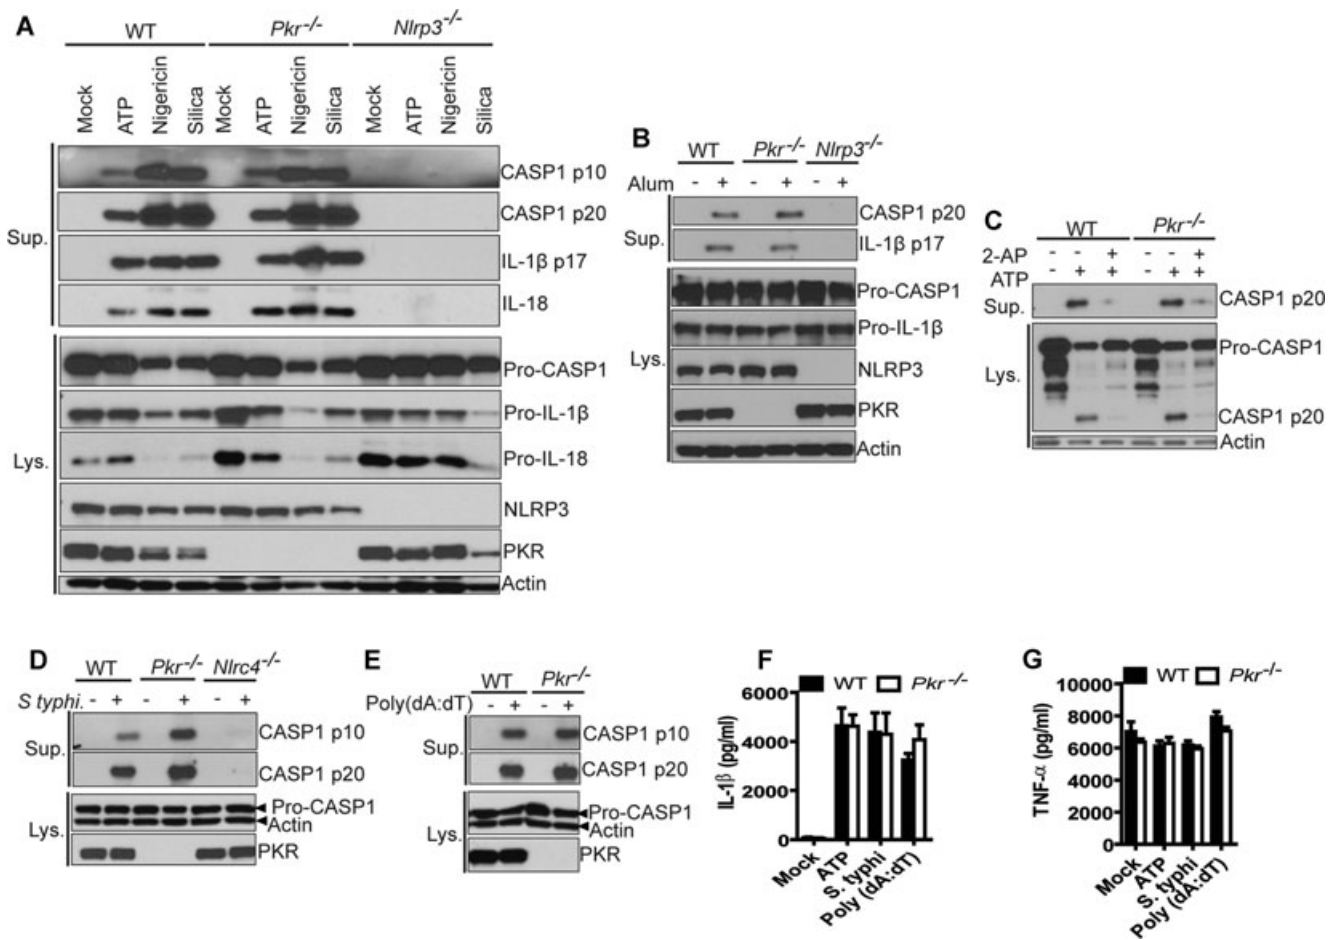 A
WT Pkr-/- Nlrp3-/-
Mock ATP Nigericin Silica Mock ATP Nigericin Silica Mock ATP Nigericin Silica
Sup.
CASP1 p10
CASP1 p20
IL-1β p17
IL-18
Lys.
Pro-CASP1
Pro-IL-1β
Pro-IL-18
NLRP3
PKR
Actin
B
WT Pkr-/- Nlrp3-/-
Alum - + - + - +
Sup.
CASP1 p20
IL-1β p17
Lys.
Pro-CASP1
Pro-IL-1β
NLRP3
PKR
Actin
C
WT Pkr-/-
2-AP - - + - - +
ATP - + + - + +
Sup.
CASP1 p20
Lys.
Pro-CASP1
CASP1 p20
Actin
D
WT Pkr-/- Nlrc4-/-
S typhi. - + - + - +
Sup.
CASP1 p10
CASP1 p20
Lys.
Pro-CASP1
Actin
PKR
E
WT Pkr-/-
Poly(dA:dT) - + - +
Sup.
CASP1 p10
CASP1 p20
Lys.
Pro-CASP1
Actin
PKR
F
WT Pkr-/-
IL-1β (pg/ml)
6000
4000
2000
0
Mock ATP S. typhi Poly (dA:dT)
G
WT Pkr-/-
TNF-α (pg/ml)
10000
8000
6000
4000
2000
0
Mock ATP S. typhi Poly (dA:dT)